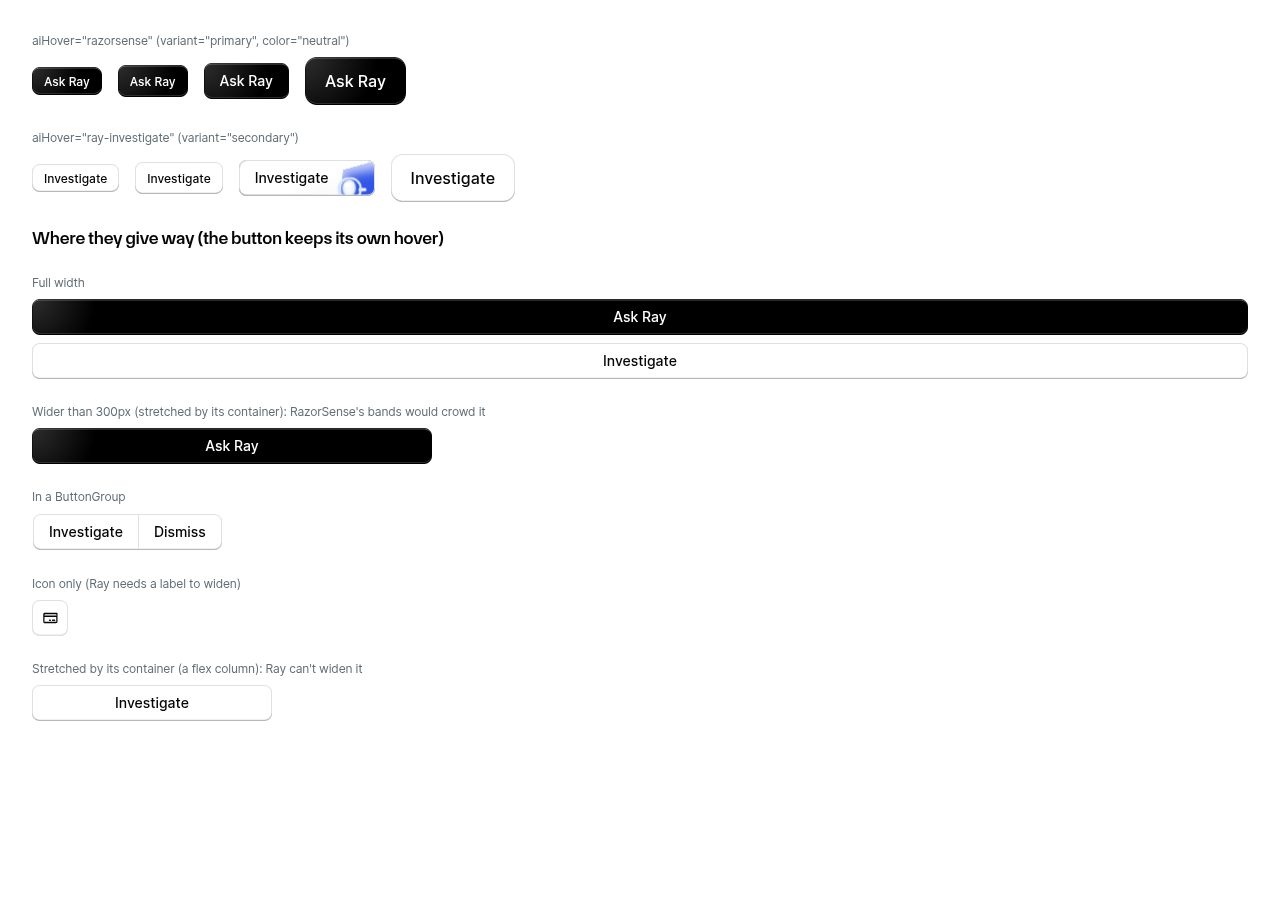 aiHover="razorsense" (variant="primary", color="neutral")
Ask Ray Ask Ray Ask Ray Ask Ray
aiHover="ray-investigate" (variant="secondary")
Investigate Investigate Investigate Investigate
Where they give way (the button keeps its own hover)
Full width
Ask Ray
Investigate
Wider than 300px (stretched by its container): RazorSense's bands would crowd it
Ask Ray
In a ButtonGroup
Investigate Dismiss
Icon only (Ray needs a label to widen)
Stretched by its container (a flex column): Ray can't widen it
Investigate